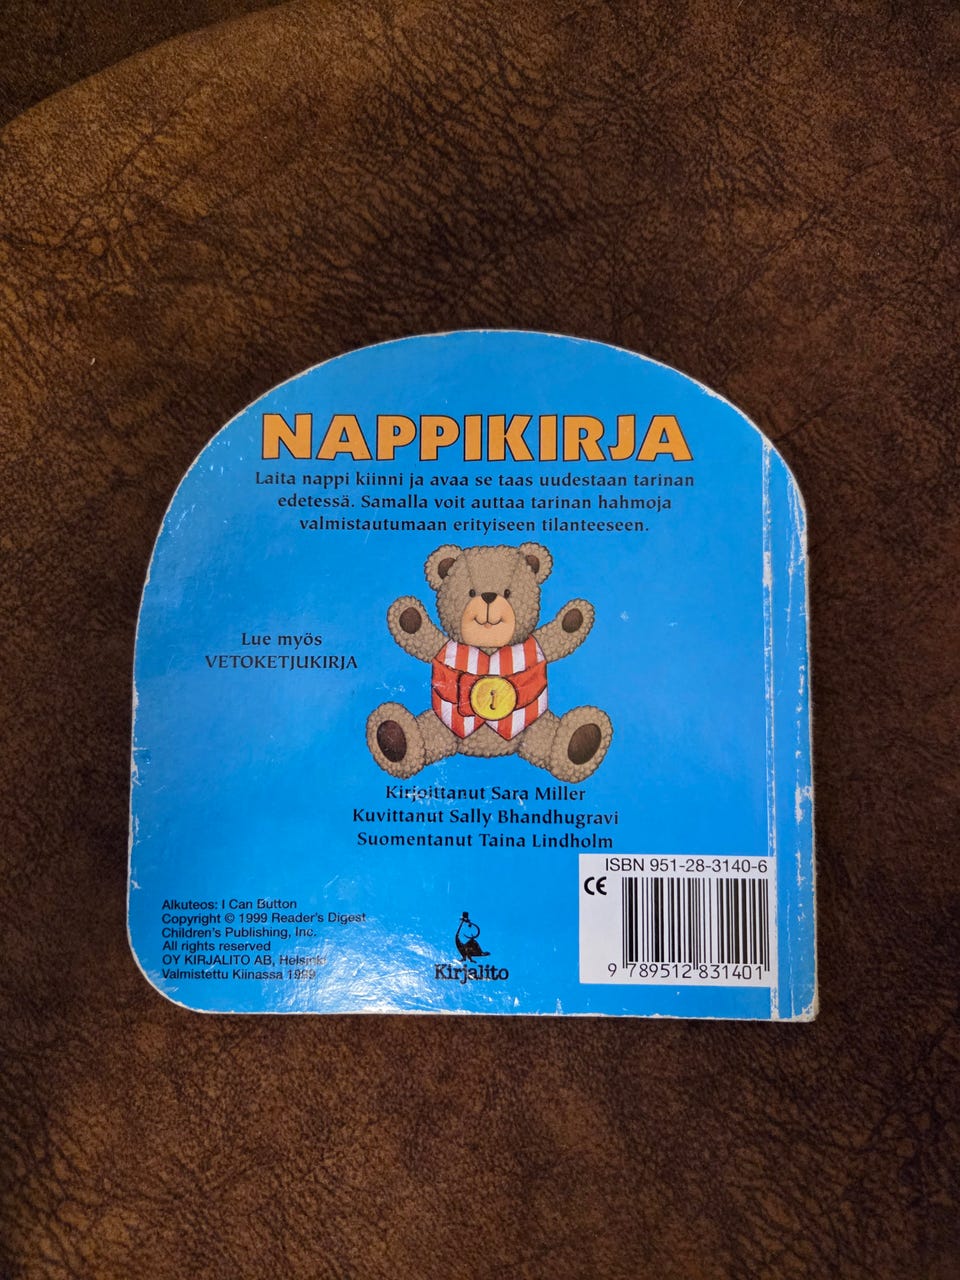 NAPPIKIRJA
Laita nappi kiinni ja avaa se taas uudestaan tarinan
edetessä. Samalla voit auttaa tarinan hahmoja
valmistautumaan erityiseen tilanteeseen.
Lue myös
VETOKETJUKIRJA
1
Kirjoittanut Sara Miller
Kuvittanut Sally Bhandhugravi
Suomentanut Taina Lindholm
Alkuteos: I Can Button
Copyright © 1999 Reader's Digest
Children's Publishing, Inc.
All rights reserved
OY KIRJALITO AB, Helsinki
Valmistettu Kiinassa 1999
Kirjalito
ISBN 951-28-3140-6
CE
9 789512 831401